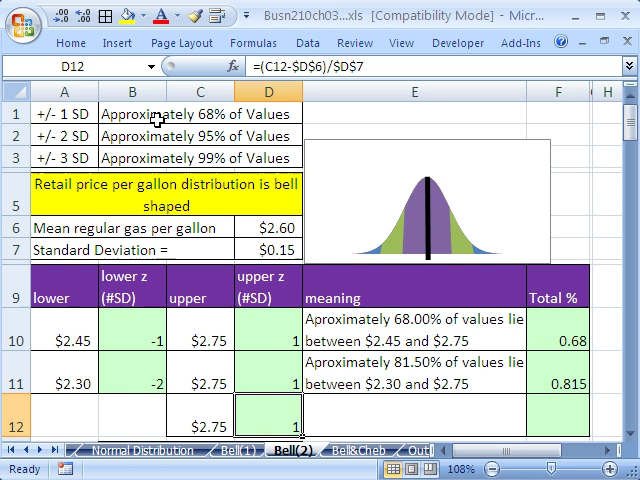 Busn210ch03...xls [Compatibility Mode] - Micr...
Home Insert Page Layout Formulas Data Review View Developer Add-Ins
D12 fx =(C12-$D$6)/$D$7
A B C D E F H
1 +/- 1 SD Approximately 68% of Values
2 +/- 2 SD Approximately 95% of Values
3 +/- 3 SD Approximately 99% of Values
Retail price per gallon distribution is bell
5 shaped
6 Mean regular gas per gallon $2.60
7 Standard Deviation = $0.15
lower z upper z
9 lower (#SD) upper (#SD) meaning Total %
Aproximately 68.00% of values lie
10 $2.45 -1 $2.75 1 between $2.45 and $2.75 0.68
Aproximately 81.50% of values lie
11 $2.30 -2 $2.75 1 between $2.30 and $2.75 0.815
12 $2.75 1
Normal Distribution Bell(1) Bell(2) Bell&Cheb Outl
Ready 108%